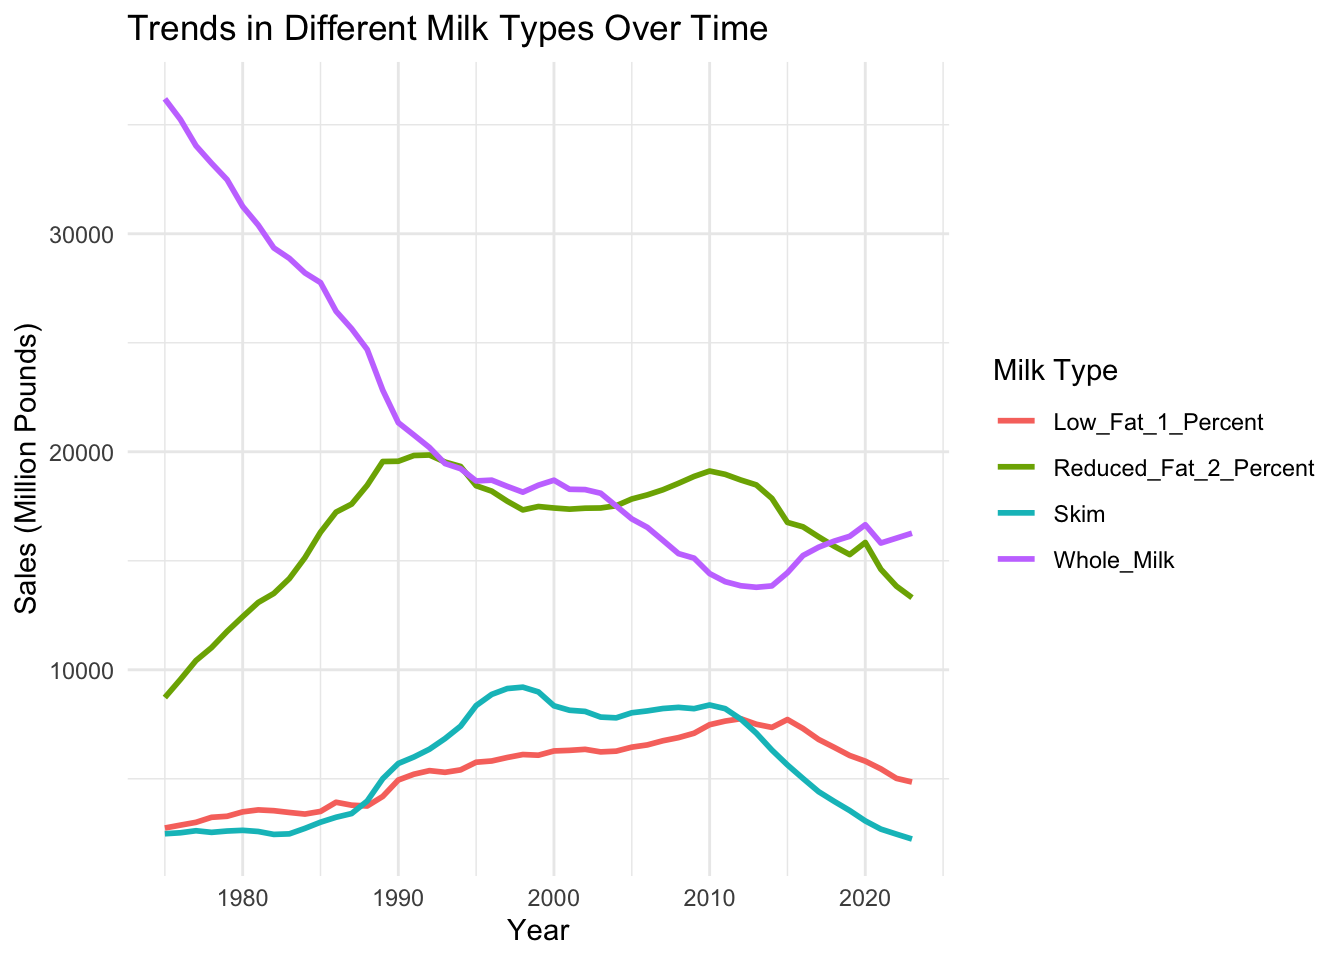 Trends in Different Milk Types Over Time
Sales (Million Pounds)
30000
20000
10000
1980 1990 2000 2010 2020
Year
Milk Type
Low_Fat_1_Percent
Reduced_Fat_2_Percent
Skim
Whole_Milk